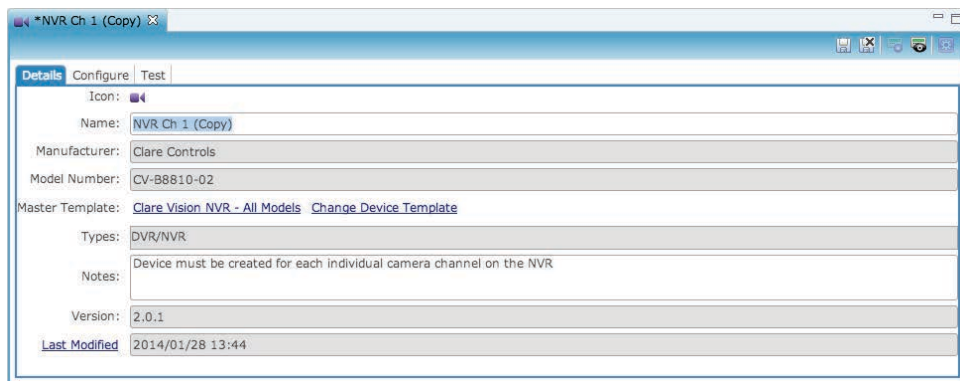 *NVR Ch 1 (Copy)
Details Configure Test
Icon:
Name: NVR Ch 1 (Copy)
Manufacturer: Clare Controls
Model Number: CV-B8810-02
Master Template: Clare Vision NVR - All Models Change Device Template
Types: DVR/NVR
Notes: Device must be created for each individual camera channel on the NVR
Version: 2.0.1
Last Modified 2014/01/28 13:44